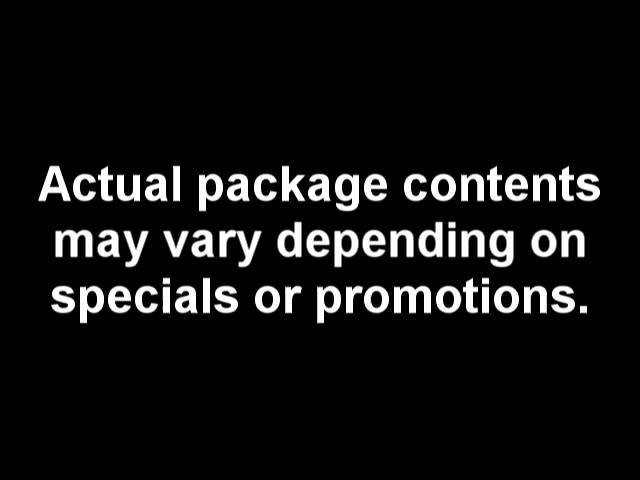 Actual package contents
may vary depending on
specials or promotions.